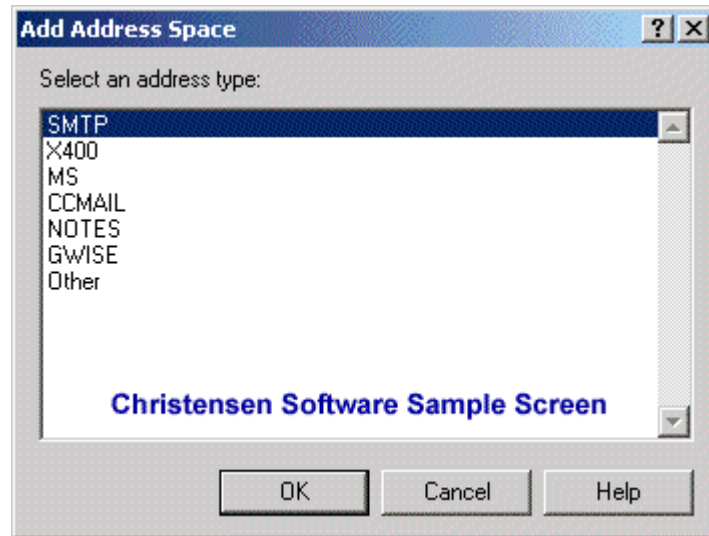 Add Address Space
Select an address type:
SMTP
X400
MS
CCMAIL
NOTES
GWISE
Other
Christensen Software Sample Screen
OK Cancel Help